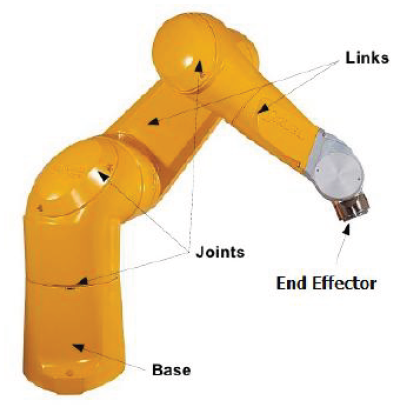 Links
Joints
End Effector
Base